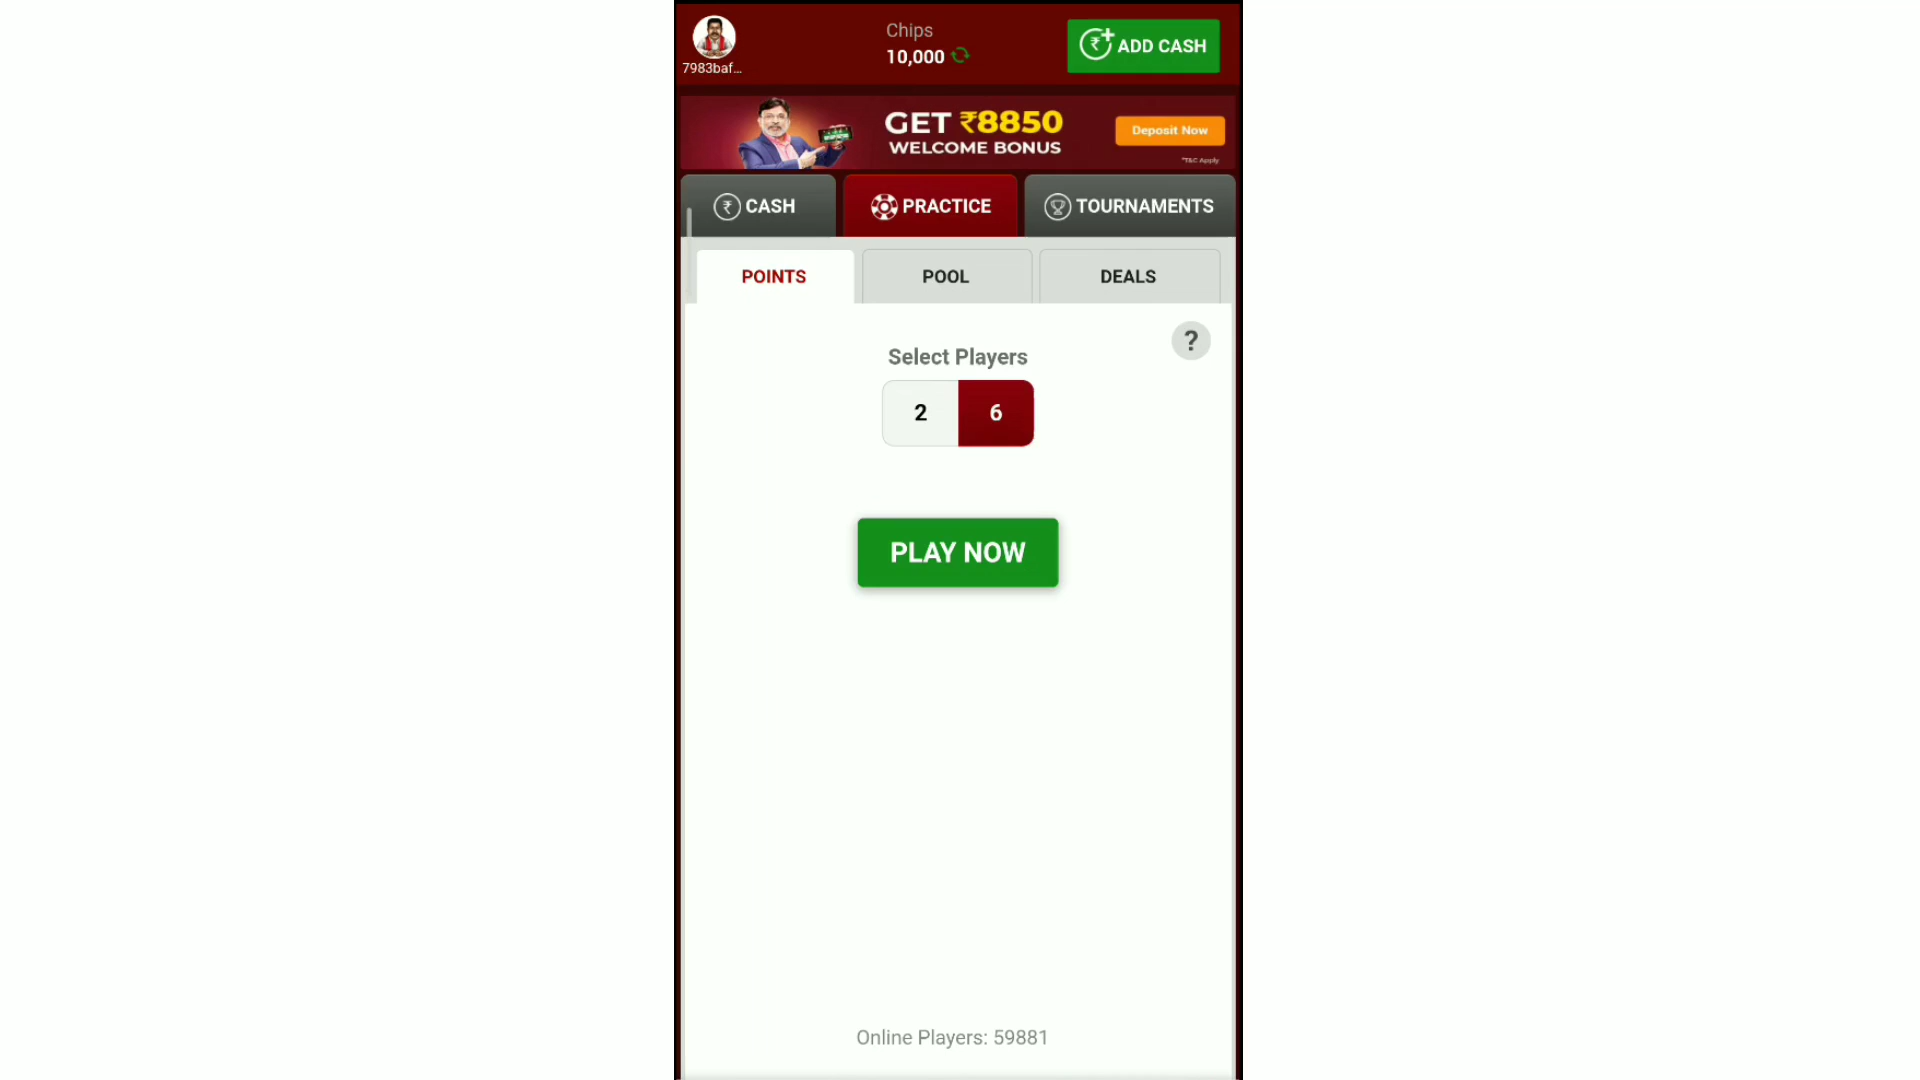 7983baf...
Chips
10,000
ADD CASH
GET ₹8850
WELCOME BONUS
Deposit Now
*T&C Apply
CASH
PRACTICE
TOURNAMENTS
POINTS
POOL
DEALS
?
Select Players
2
6
PLAY NOW
Online Players: 59881